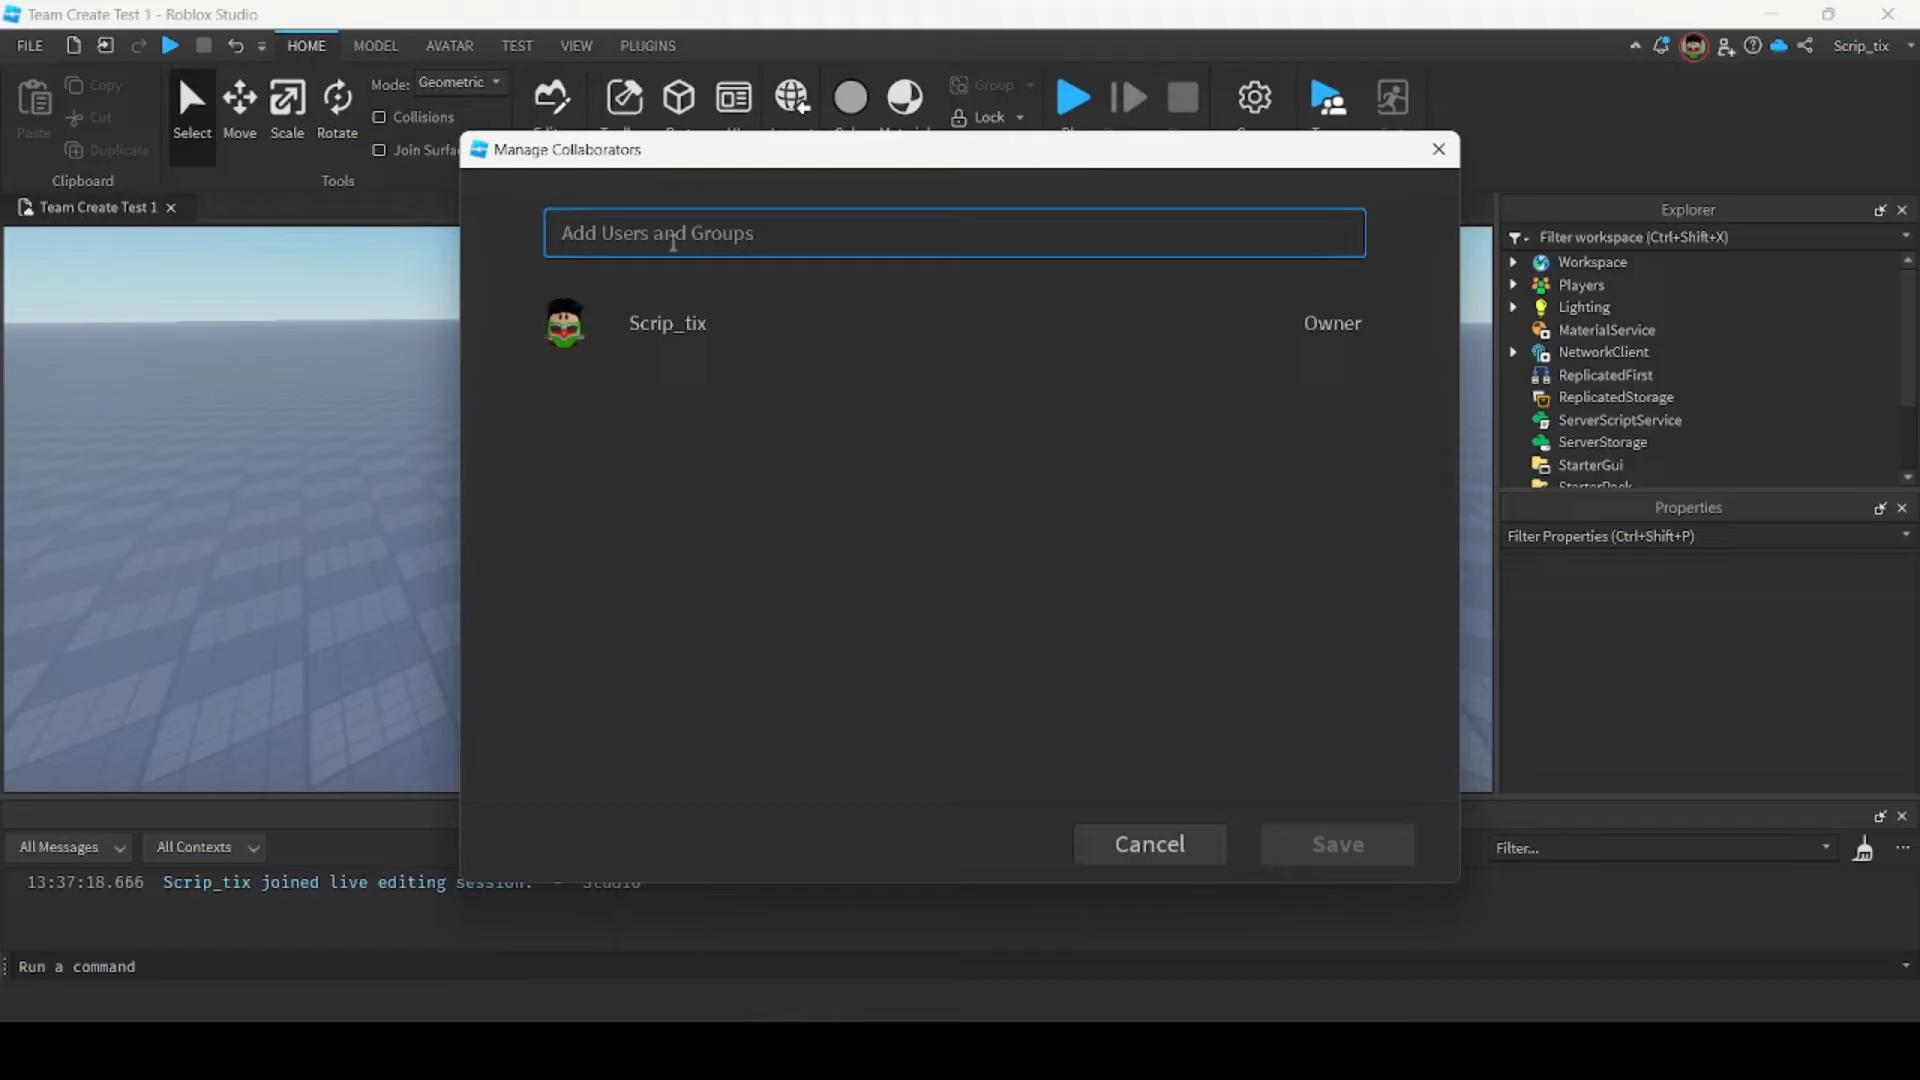 Team Create Test 1 - Roblox Studio
FILE HOME MODEL AVATAR TEST VIEW PLUGINS Scrip_tix
Paste Copy Cut Duplicate
Clipboard
Select Move Scale Rotate
Mode: Geometric
Collisions
Join Surfa
Tools
Group
Lock
Manage Collaborators
Team Create Test 1
Add Users and Groups
Scrip_tix Owner
Cancel Save
Explorer
Filter workspace (Ctrl+Shift+X)
Workspace
Players
Lighting
MaterialService
NetworkClient
ReplicatedFirst
ReplicatedStorage
ServerScriptService
ServerStorage
StarterGui
StarterPack
Properties
Filter Properties (Ctrl+Shift+P)
All Messages All Contexts Filter...
13:37:18.666 Scrip_tix joined live editing session. - Studio
Run a command